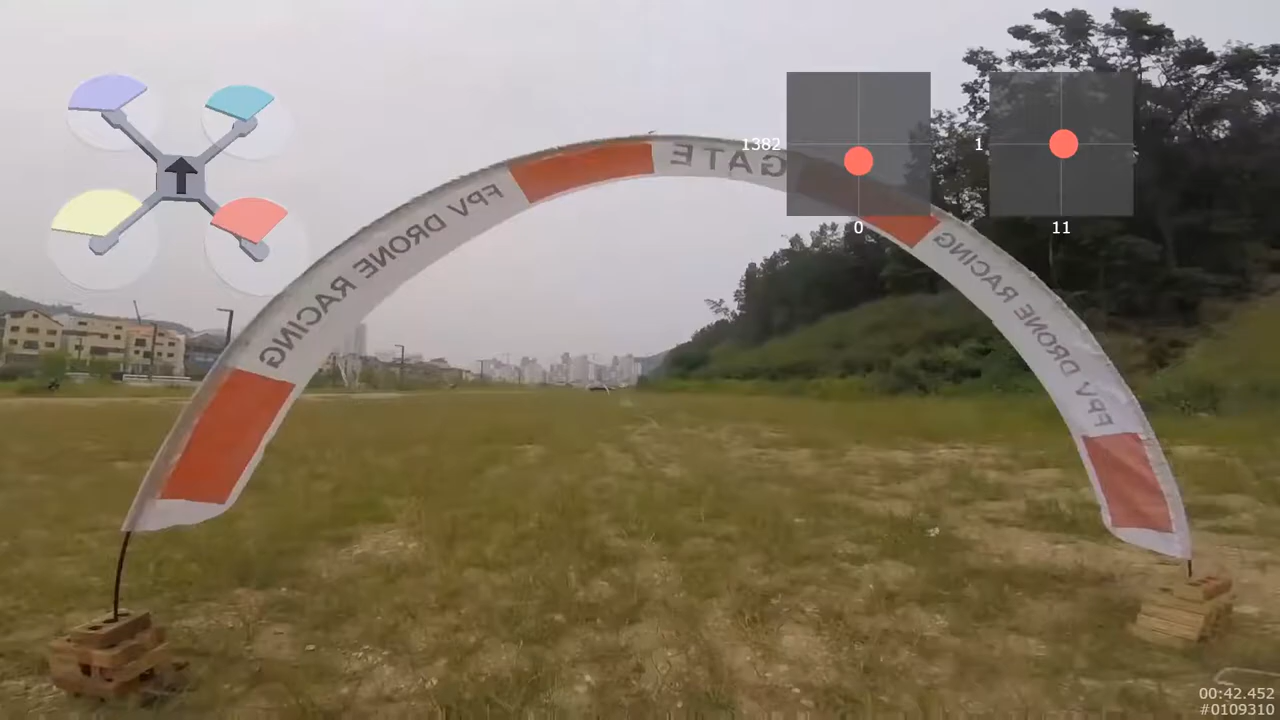 FPV DRONE RACING
GATE
FPV DRONE RACING
1382
0
1
11
00:42.452
#0109310